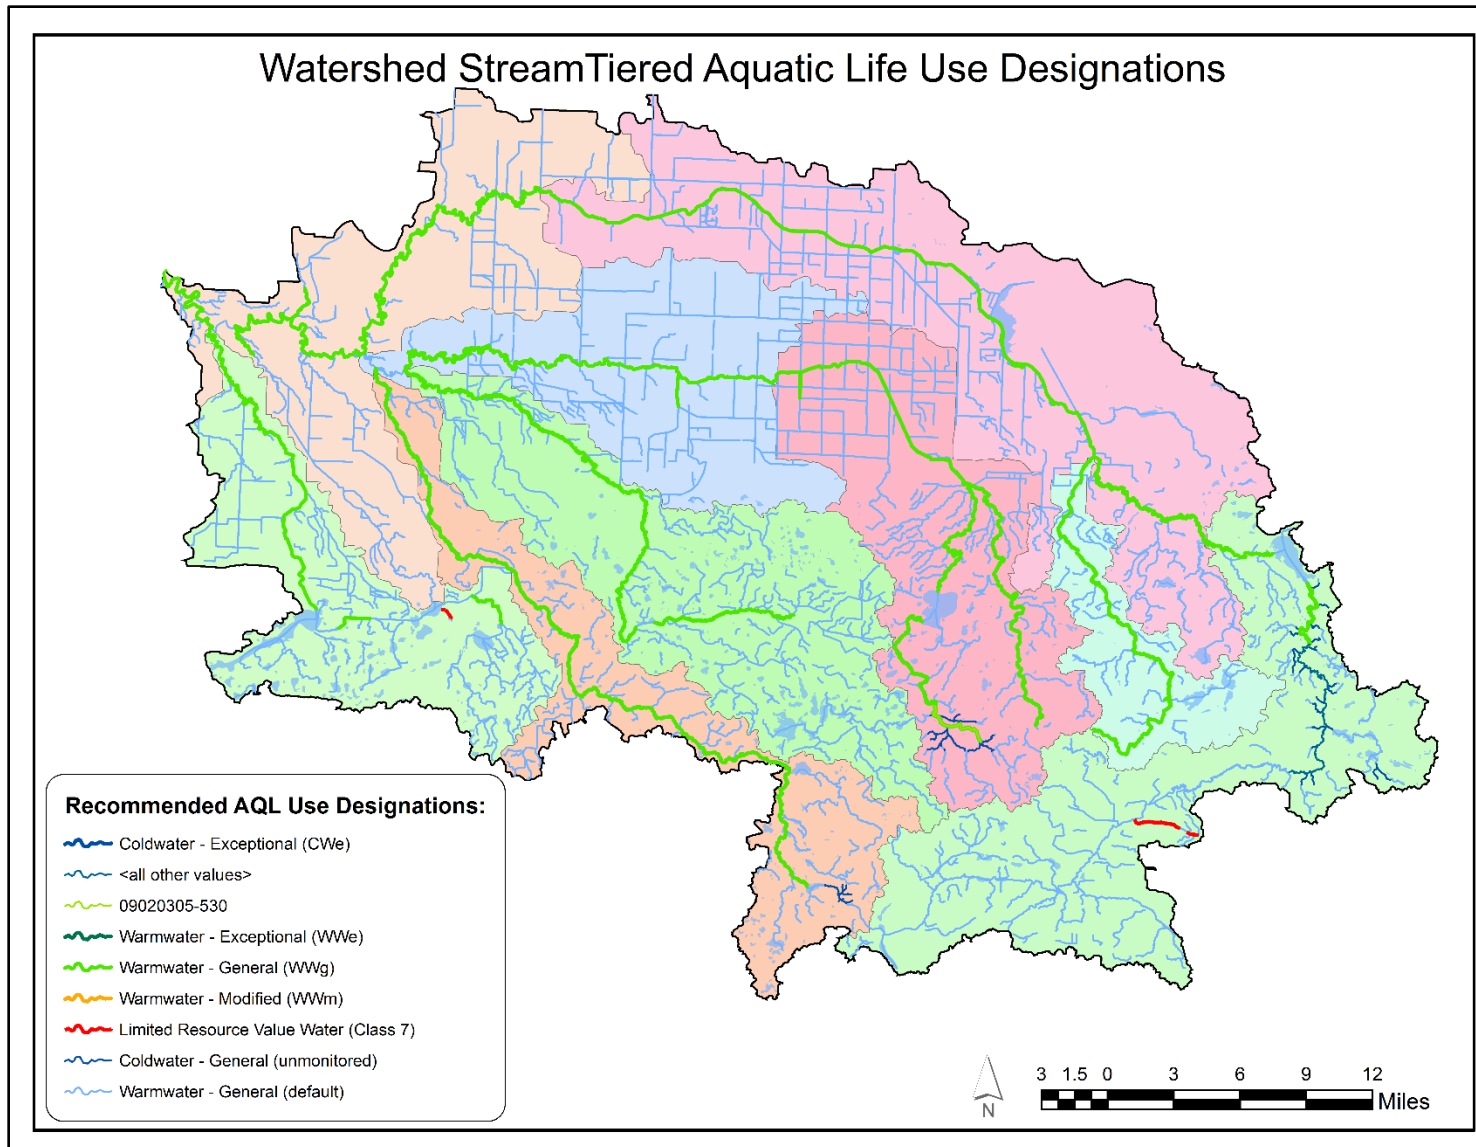 Watershed StreamTiered Aquatic Life Use Designations
Recommended AQL Use Designations:
Coldwater - Exceptional (CWe)
<all other values>
09020305-530
Warmwater - Exceptional (WWe)
Warmwater - General (WWg)
Warmwater - Modified (WWm)
Limited Resource Value Water (Class 7)
Coldwater - General (unmonitored)
Warmwater - General (default)
N
3 1.5 0 3 6 9 12
Miles